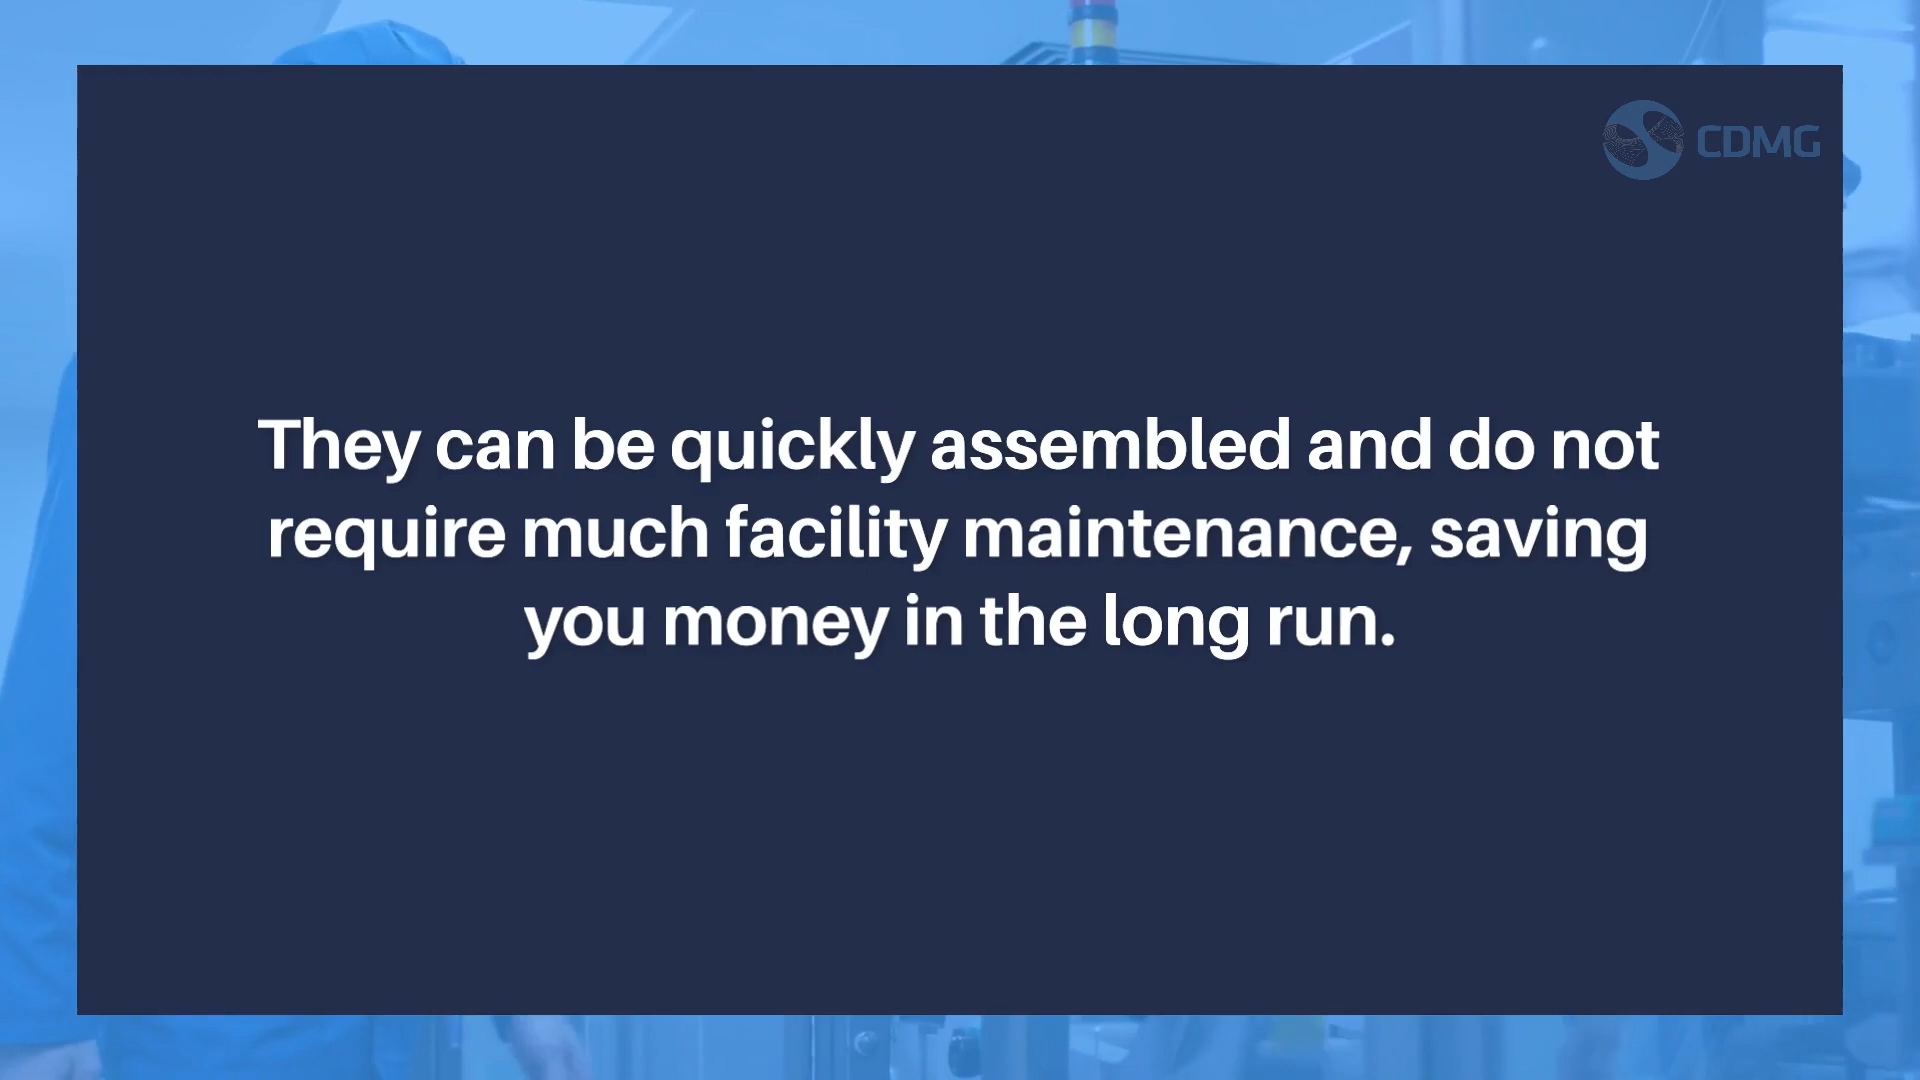 CDMG
They can be quickly assembled and do not
require much facility maintenance, saving
you money in the long run.